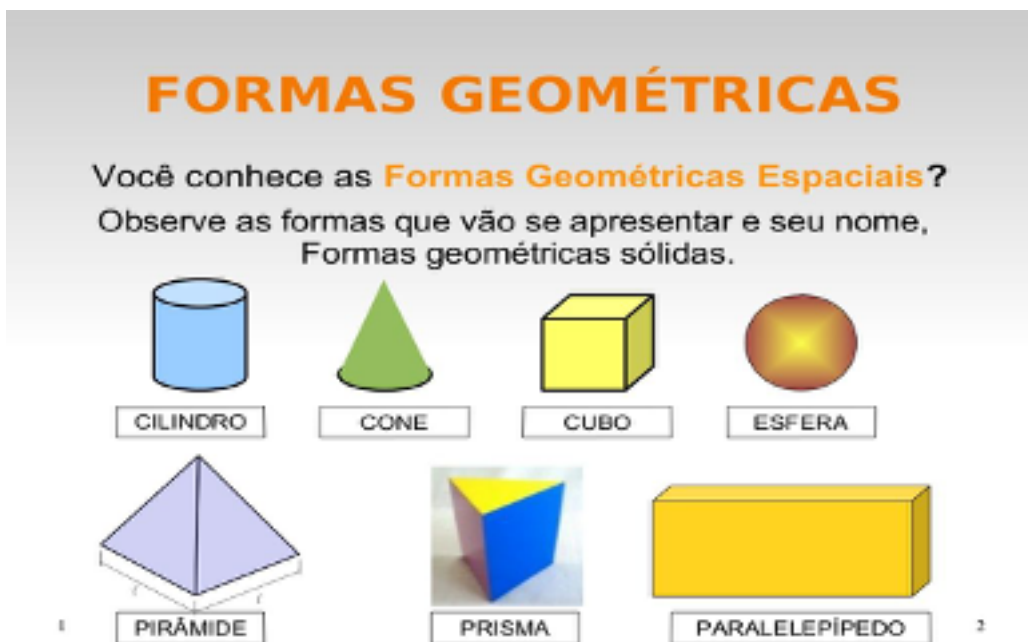 FORMAS GEOMÉTRICAS
Você conhece as Formas Geométricas Espaciais?
Observe as formas que vão se apresentar e seu nome,
Formas geométricas sólidas.
CILINDRO CONE CUBO ESFERA
1 PIRÂMIDE PRISMA PARALELEPÍPEDO 2